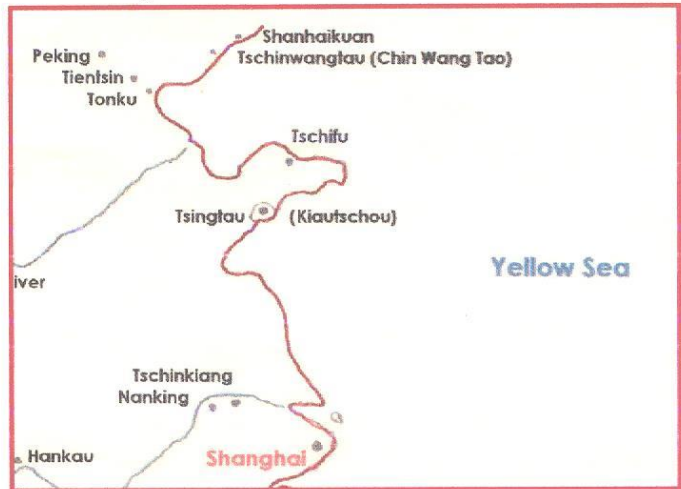 Shanhaikuan
Peking
Tschinwangtau (Chin Wang Tao)
Tientsin
Tonku
Tschifu
Tsingtau
(Kiautschou)
Yellow Sea
iver
Tschinkiang
Nanking
Hankau
Shanghai